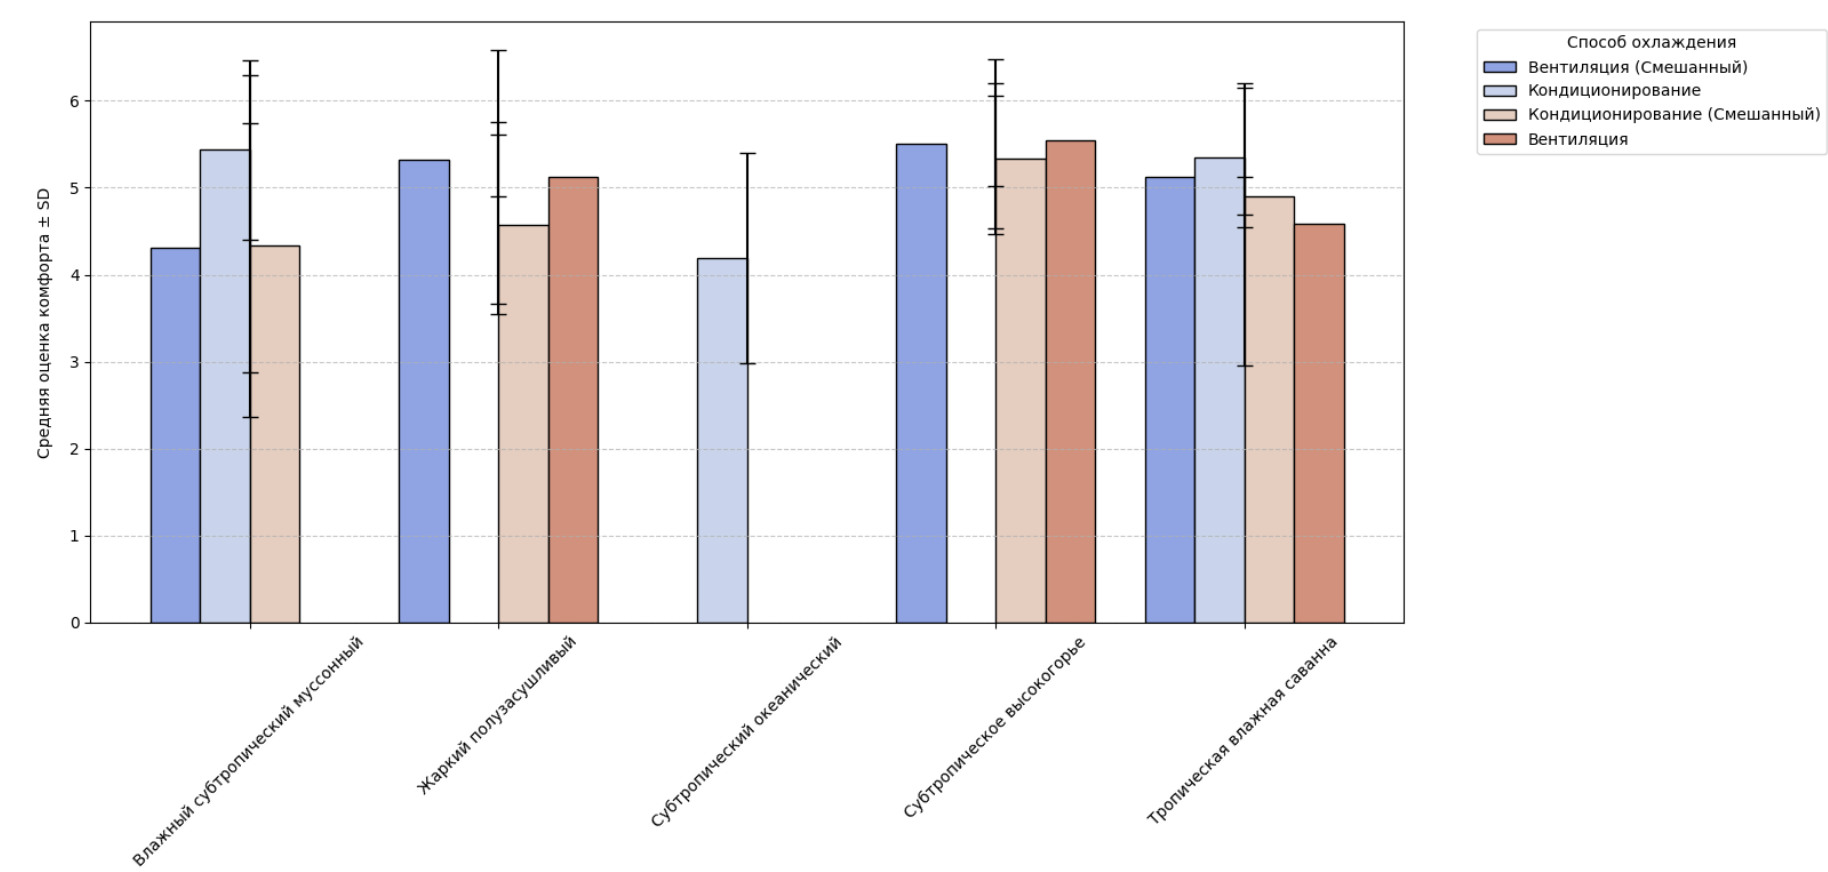 Способ охлаждения
Вентиляция (Смешанный)
Кондиционирование
Кондиционирование (Смешанный)
Вентиляция
Средняя оценка комфорта ± SD
6
5
4
3
2
1
0
Влажный субтропический муссонный
Жаркий полузасушливый
Субтропический океанический
Субтропическое высокогорье
Тропическая влажная саванна